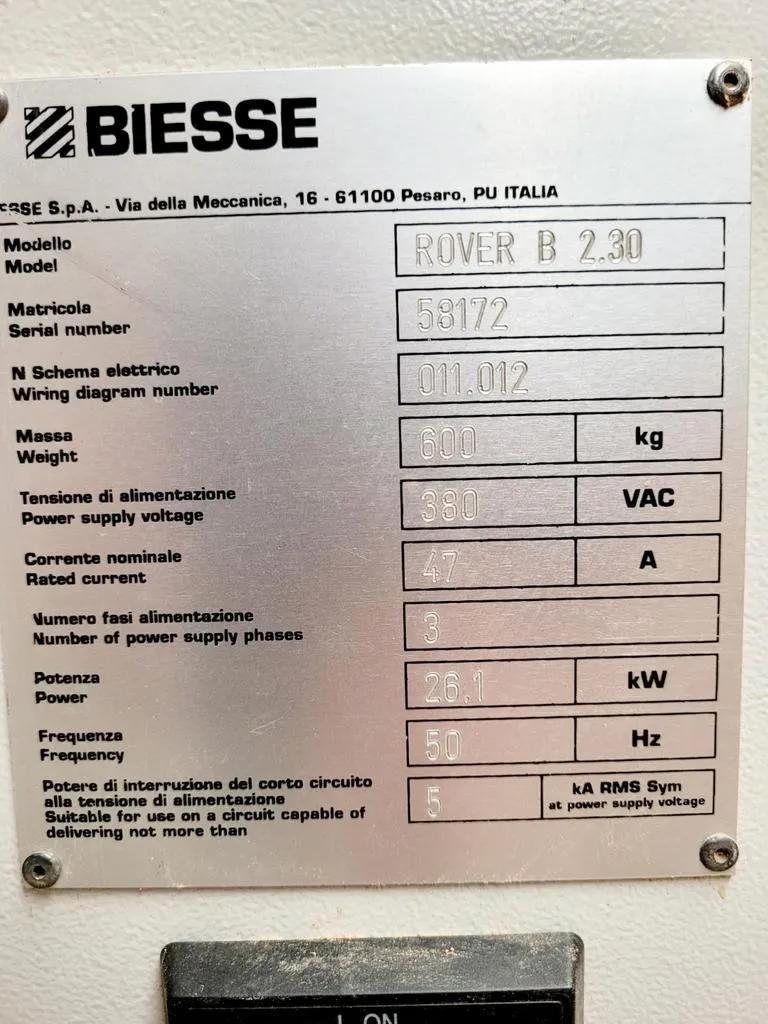 BIESSE
ESSE S.p.A. - Via della Meccanica, 16 - 61100 Pesaro, PU ITALIA
Modello
Model
ROVER B 2.30
Matricola
Serial number
58172
N Schema elettrico
Wiring diagram number
011.012
Massa
Weight
600 kg
Tensione di alimentazione
Power supply voltage
380 VAC
Corrente nominale
Rated current
47 A
Numero fasi alimentazione
Number of power supply phases
3
Potenza
Power
26.1 kW
Frequenza
Frequency
50 Hz
Potere di interruzione del corto circuito
alla tensione di alimentazione
Suitable for use on a circuit capable of
delivering not more than
5 kA RMS Sym
at power supply voltage
I ON